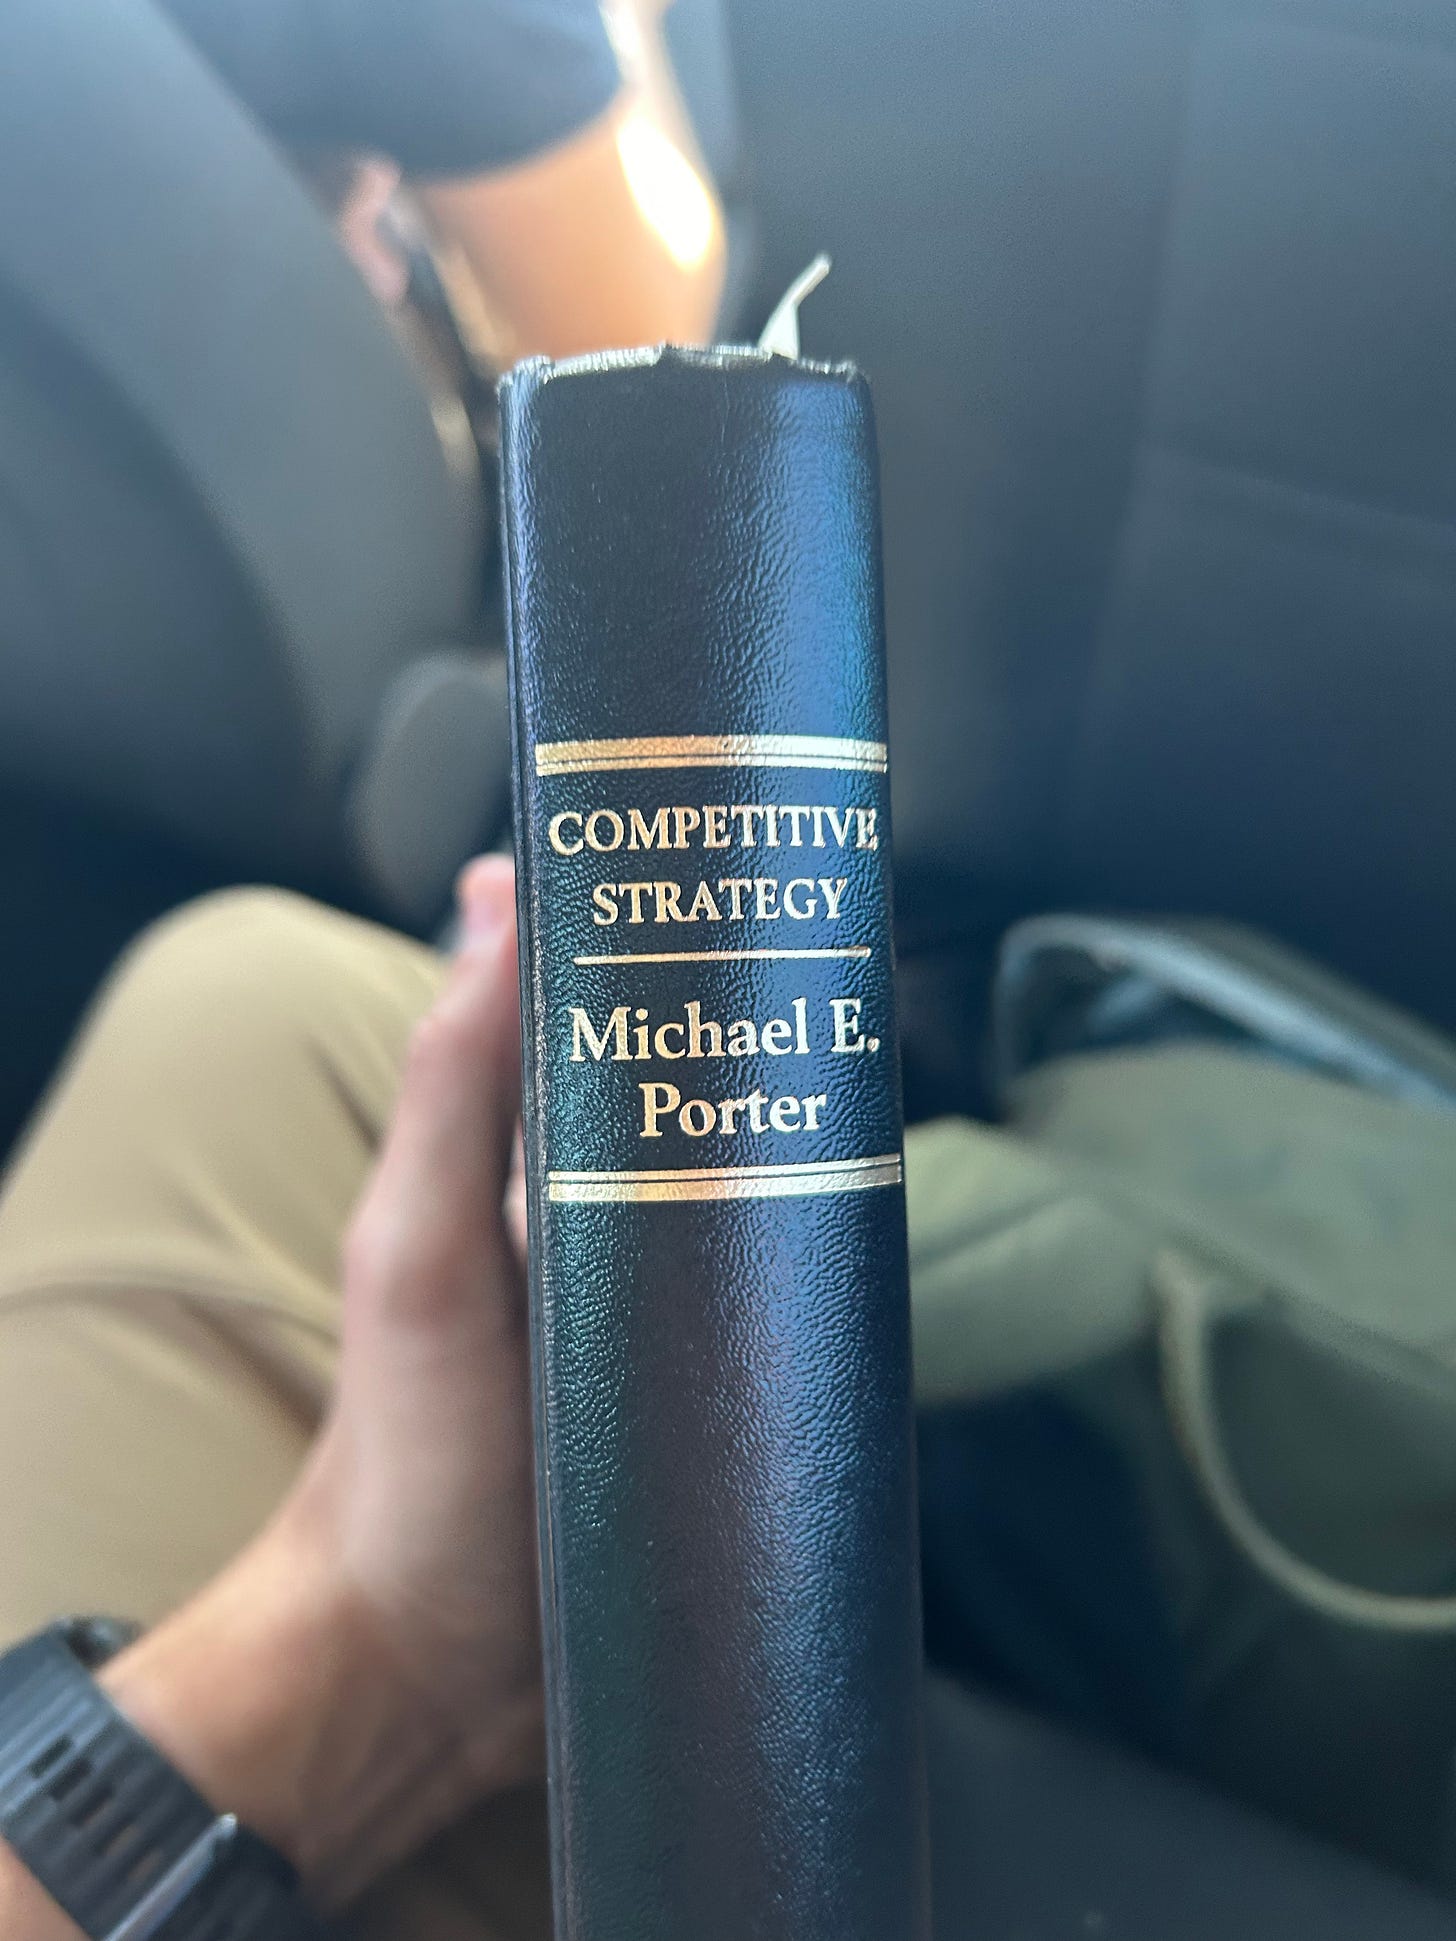 COMPETITIVE
STRATEGY
Michael E.
Porter